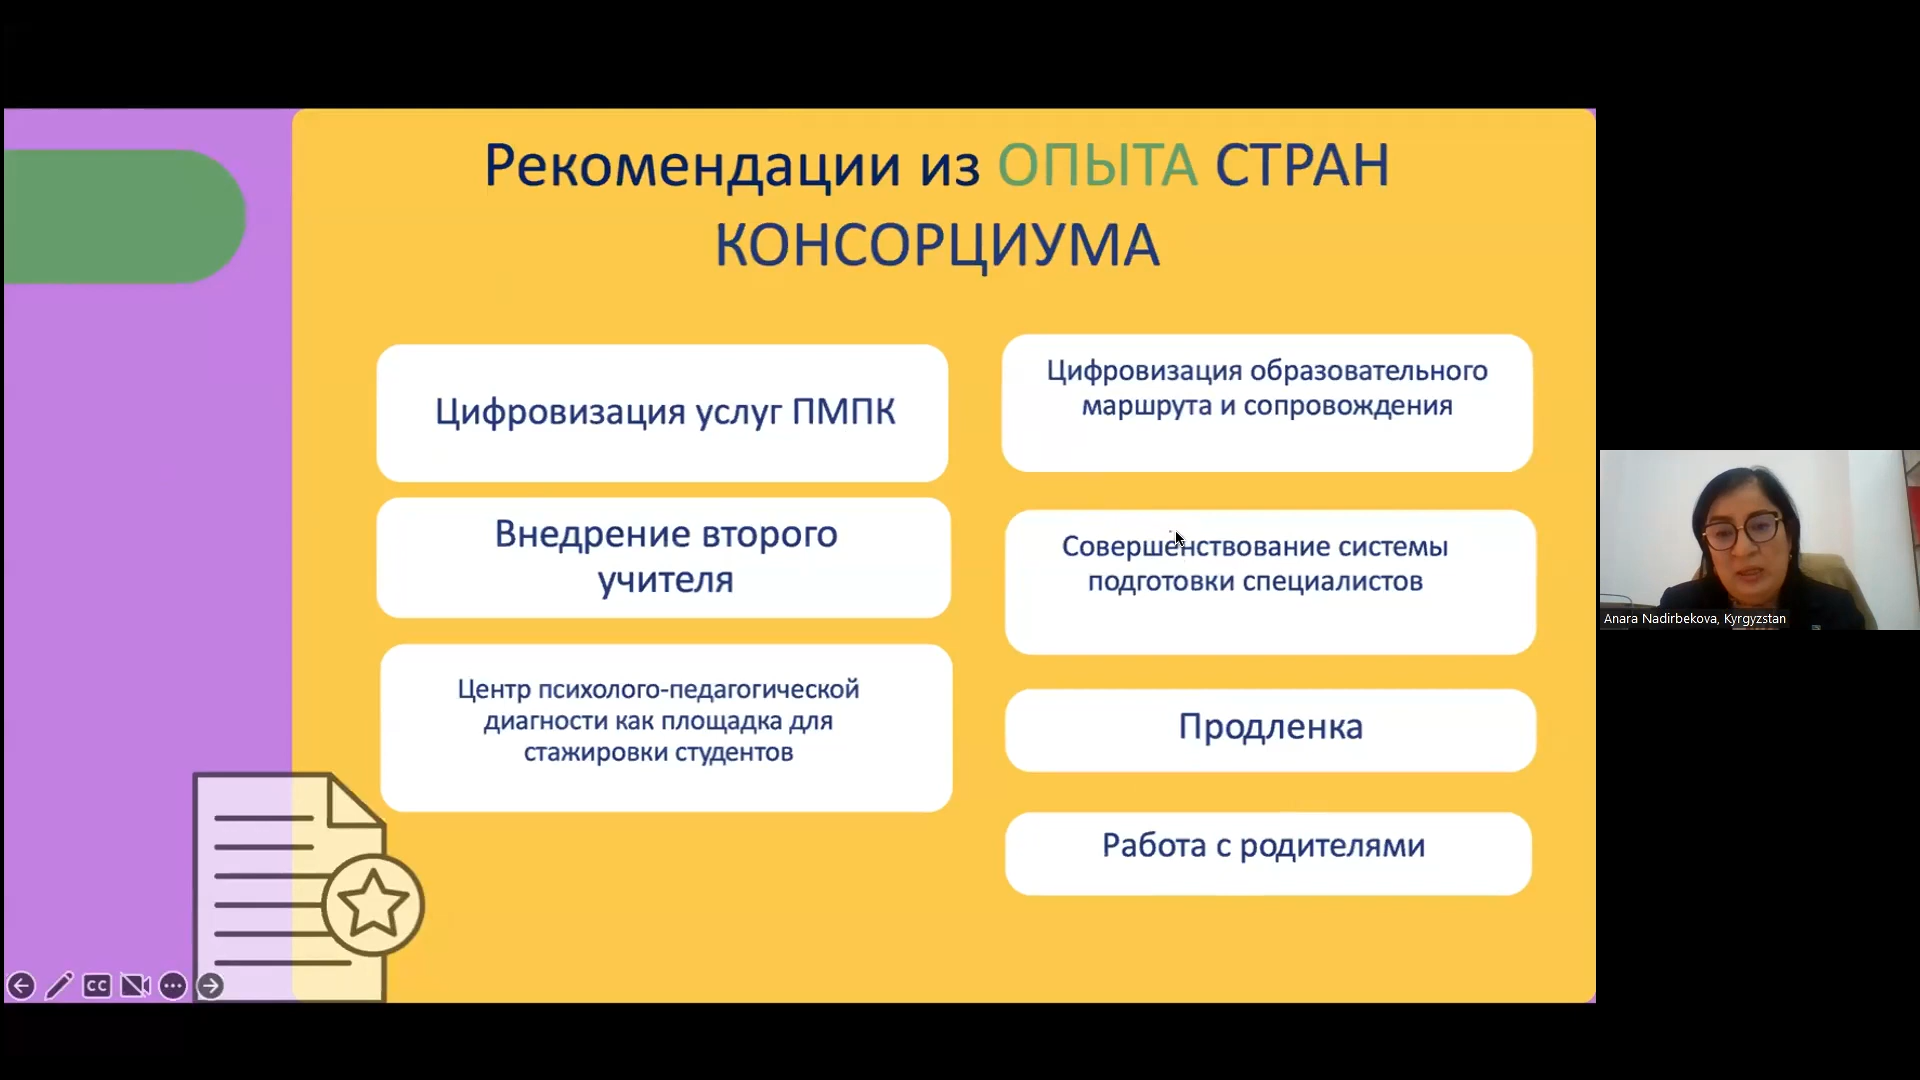 Рекомендации из ОПЫТА СТРАН
КОНСОРЦИУМА
Цифровизация услуг ПМПК
Внедрение второго
учителя
Центр психолого-педагогической
диагности как площадка для
стажировки студентов
Цифровизация образовательного
маршрута и сопровождения
Совершенствование системы
подготовки специалистов
Продленка
Работа с родителями
CC
Anara Nadirbekova, Kyrgyzstan